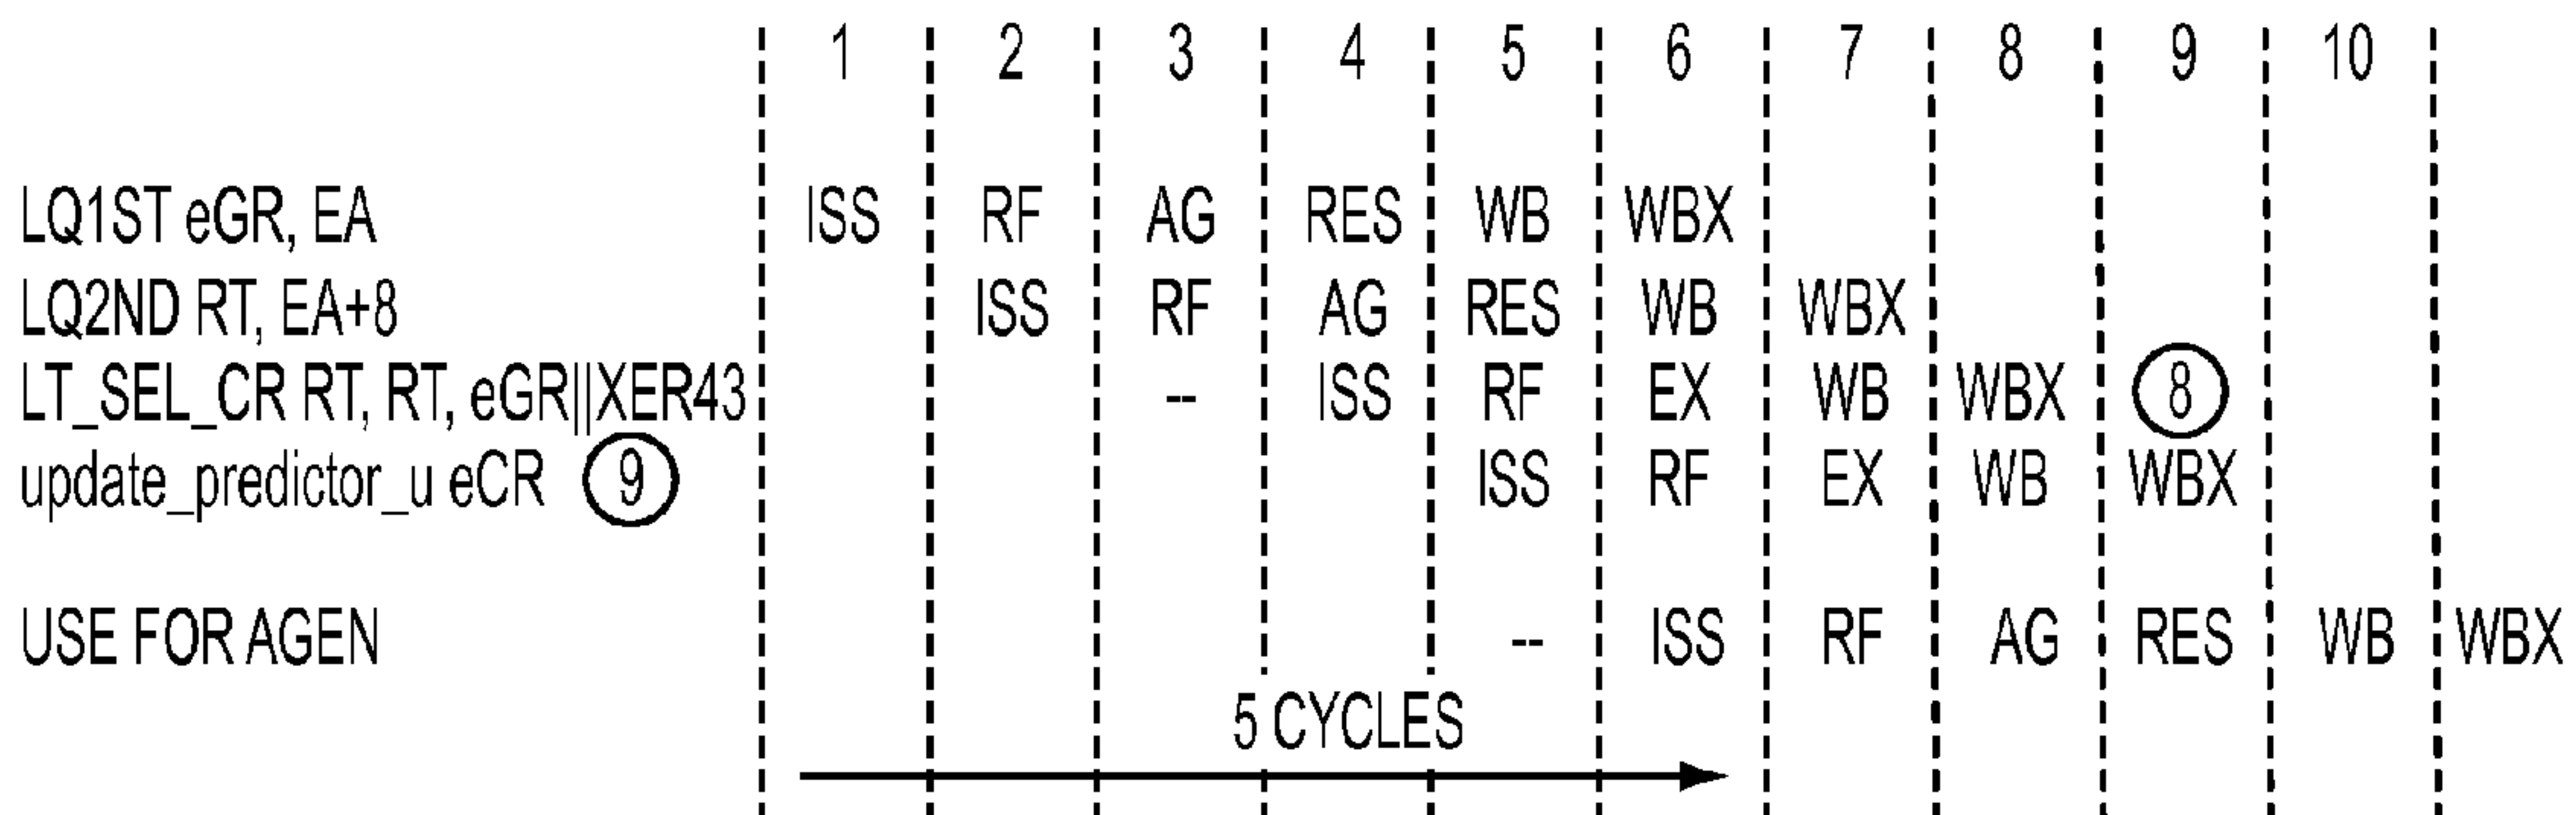 1 2 3 4 5 6 7 8 9 10
LQ1ST eGR, EA ISS RF AG RES WB WBX
LQ2ND RT, EA+8 ISS RF AG RES WB WBX
LT_SEL_CR RT, RT, eGR||XER43 -- ISS RF EX WB WBX 8
update_predictor_u eCR 9 ISS RF EX WB WBX
USE FOR AGEN -- ISS RF AG RES WB WBX
5 CYCLES